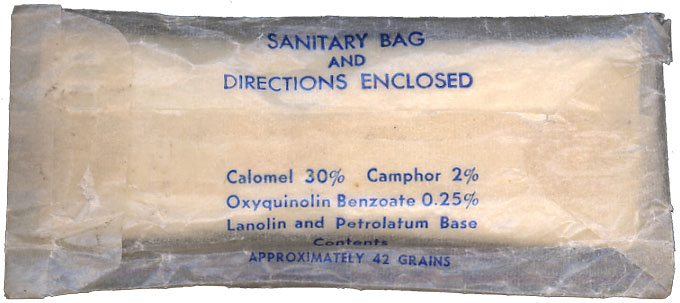 SANITARY BAG
AND
DIRECTIONS ENCLOSED
Calomel 30% Camphor 2%
Oxyquinolin Benzoate 0.25%
Lanolin and Petrolatum Base
Contents
APPROXIMATELY 42 GRAINS